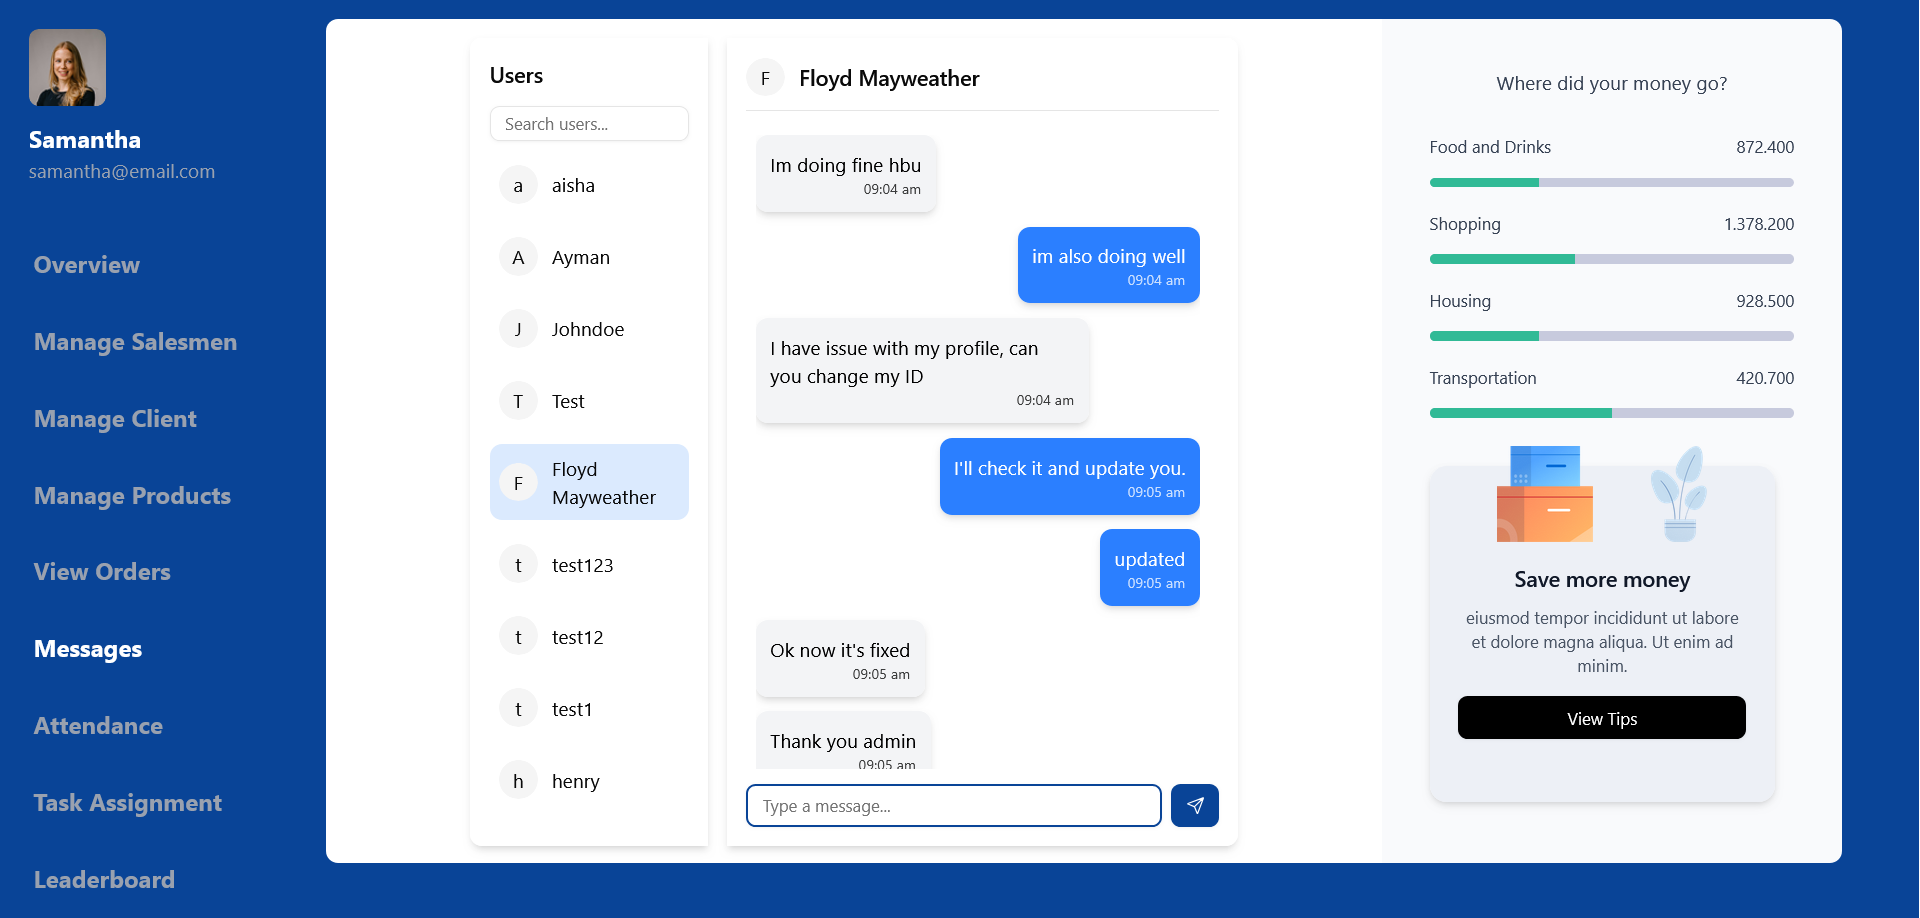 Samantha
samantha@email.com
Overview
Manage Salesmen
Manage Client
Manage Products
View Orders
Messages
Attendance
Task Assignment
Leaderboard
Users
Search users...
a aisha
A Ayman
J Johndoe
T Test
F Floyd
Mayweather
t test123
t test12
t test1
h henry
F Floyd Mayweather
Im doing fine hbu
09:04 am
im also doing well
09:04 am
I have issue with my profile, can
you change my ID
09:04 am
I'll check it and update you.
09:05 am
updated
09:05 am
Ok now it's fixed
09:05 am
Thank you admin
09:05 am
Type a message...
Where did your money go?
Food and Drinks 872.400
Shopping 1.378.200
Housing 928.500
Transportation 420.700
Save more money
eiusmod tempor incididunt ut labore
et dolore magna aliqua. Ut enim ad
minim.
View Tips